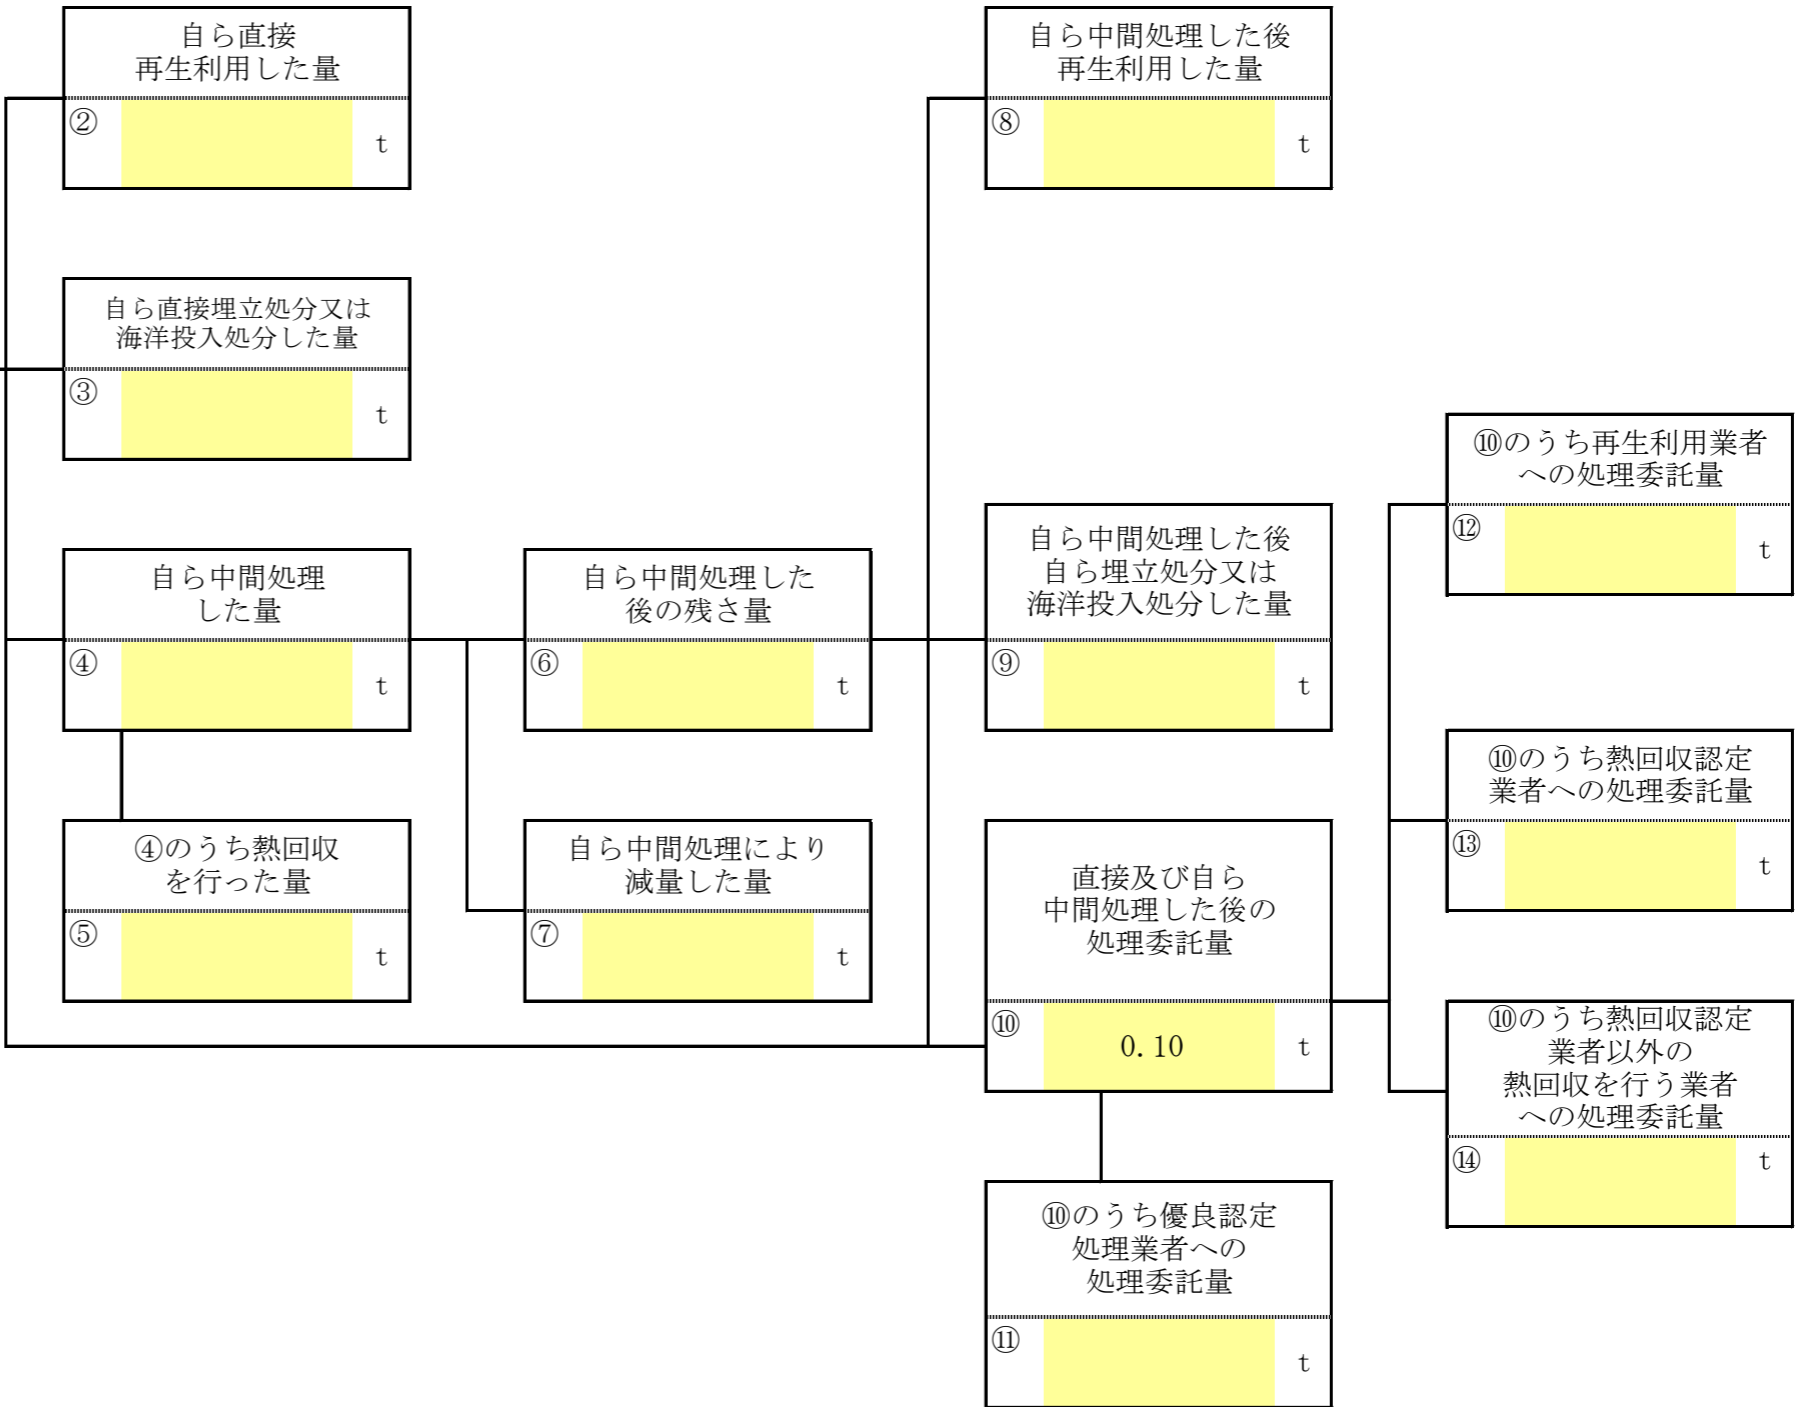 自ら直接
再生利用した量
②
t
自ら中間処理した後
再生利用した量
⑧
t
自ら直接埋立処分又は
海洋投入処分した量
③
t
⑩のうち再生利用業者
への処理委託量
⑫
t
自ら中間処理
した量
④
t
自ら中間処理した
後の残さ量
⑥
t
自ら中間処理した後
自ら埋立処分又は
海洋投入処分した量
⑨
t
⑩のうち熱回収認定
業者への処理委託量
⑬
t
④のうち熱回収
を行った量
⑤
t
自ら中間処理により
減量した量
⑦
t
直接及び自ら
中間処理した後の
処理委託量
⑩
0.10
t
⑩のうち熱回収認定
業者以外の
熱回収を行う業者
への処理委託量
⑭
t
⑩のうち優良認定
処理業者への
処理委託量
⑪
t